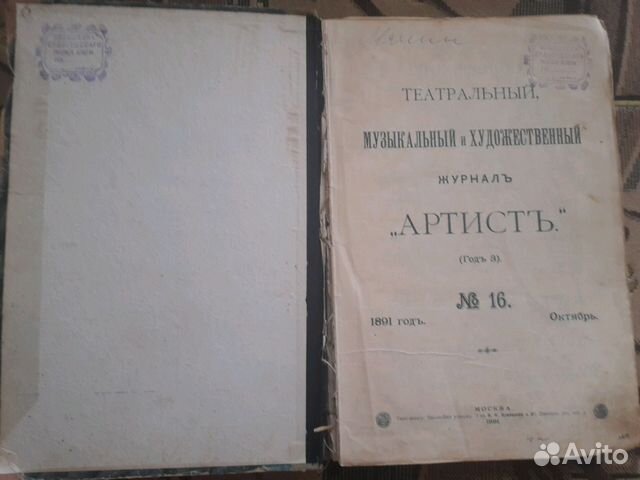 ТЕАТРАЛЬНЫЙ,
МУЗЫКАЛЬНЫЙ и ХУДОЖЕСТВЕННЫЙ
ЖУРНАЛЪ
„АРТИСТЪ.“
(Годъ 3).
№ 16.
1891 годъ. Октябрь.
МОСКВА.
1891.
Avito